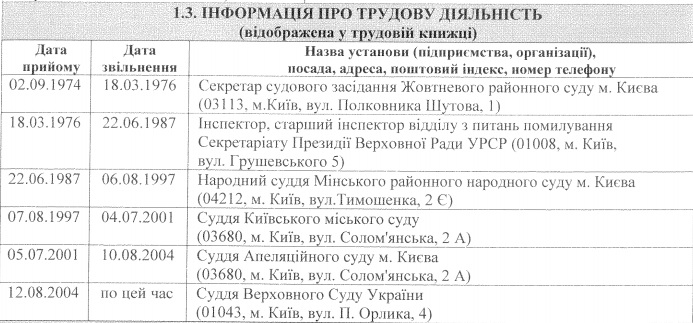 1.3. ІНФОРМАЦІЯ ПРО ТРУДОВУ ДІЯЛЬНІСТЬ
(відображена у трудовій книжці)
Дата прийому Дата звільнення Назва установи (підприємства, організації),
посада, адреса, поштовий індекс, номер телефону
02.09.1974 18.03.1976 Секретар судового засідання Жовтневого районного суду м. Києва
(03113, м.Київ, вул. Полковника Шутова, 1)
18.03.1976 22.06.1987 Інспектор, старший інспектор відділу з питань помилування
Секретаріату Президії Верховної Ради УРСР (01008, м. Київ,
вул. Грушевського 5)
22.06.1987 06.08.1997 Народний суддя Мінського районного народного суду м. Києва
(04212, м. Київ, вул.Тимошенка, 2 Є)
07.08.1997 04.07.2001 Суддя Київського міського суду
(03680, м. Київ, вул. Солом'янська, 2 А)
05.07.2001 10.08.2004 Суддя Апеляційного суду м. Києва
(03680, м. Київ, вул. Солом'янська, 2 А)
12.08.2004 по цей час Суддя Верховного Суду України
(01043, м. Київ, вул. П. Орлика, 4)